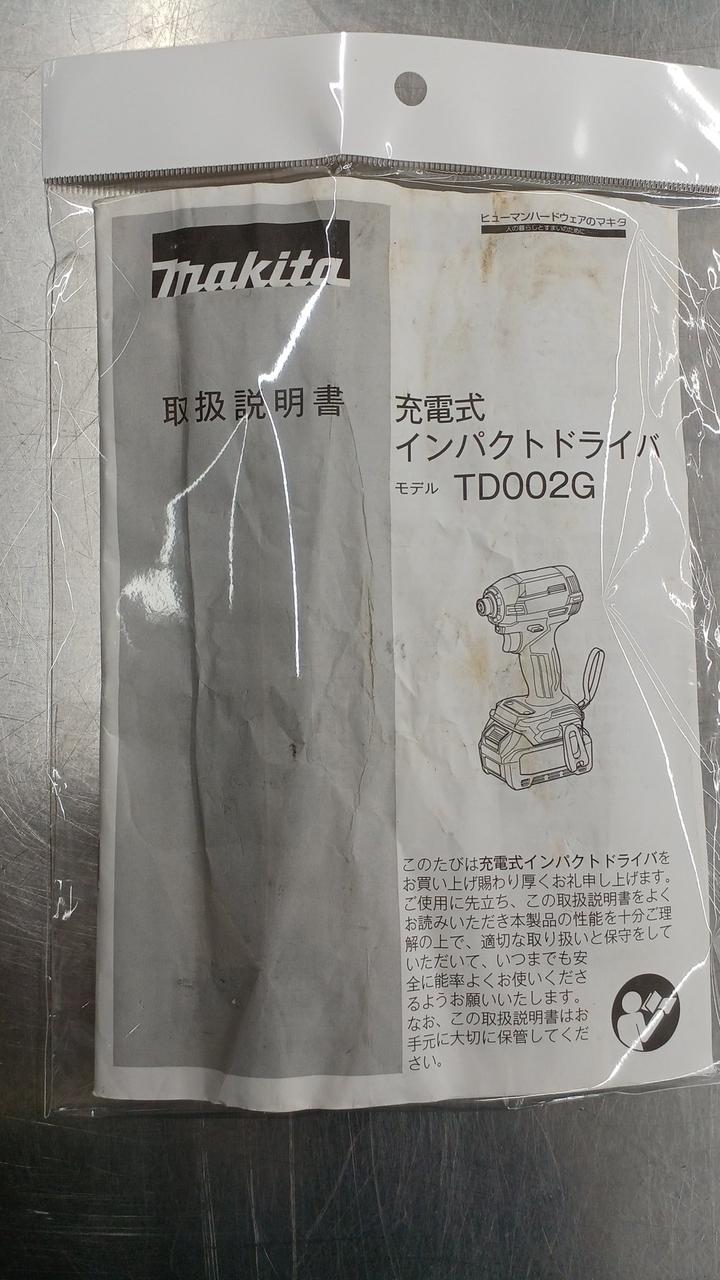 makita
取扱説明書
ヒューマンハードウェアのマキタ
人の暮らしとすまいのために
充電式
インパクトドライバ
モデル TD002G
このたびは充電式インパクトドライバを
お買い上げ賜わり厚くお礼申し上げます。
ご使用に先立ち、この取扱説明書をよく
お読みいただき本製品の性能を十分ご理
解の上で、適切な取り扱いと保守をして
いただいて、いつまでも安
全に能率よくお使いくださ
るようお願いいたします。
なお、この取扱説明書はお
手元に大切に保管してくだ
さい。